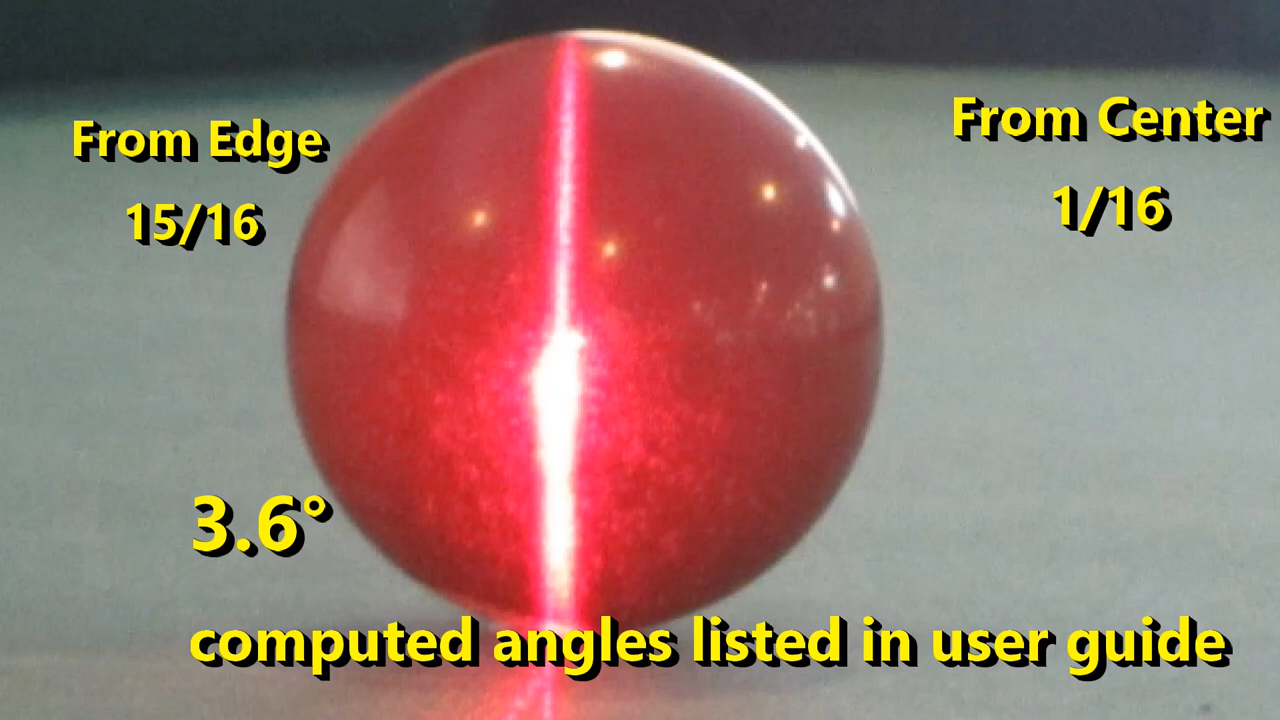 From Edge
15/16
From Center
1/16
3.6°
computed angles listed in user guide